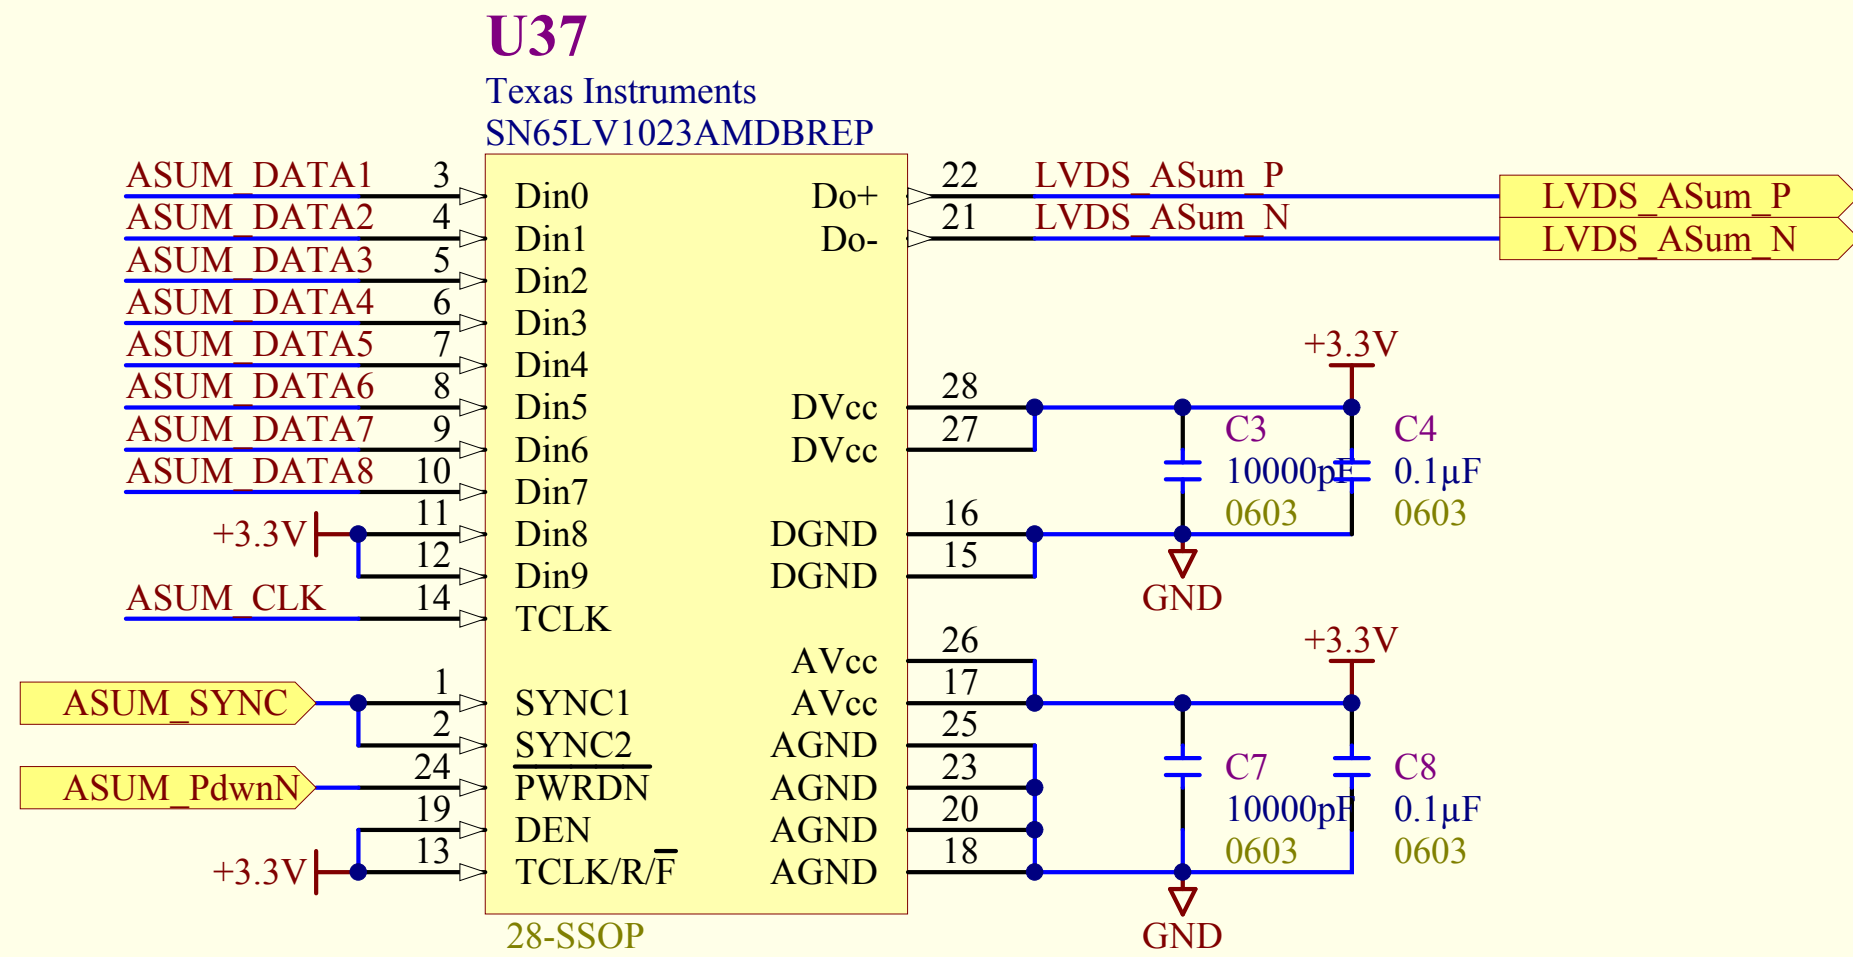 U37
Texas Instruments
SN65LV1023AMDBREP
ASUM_DATA1 3 Din0 Do+ 22 LVDS_ASum_P LVDS_ASum_P
ASUM_DATA2 4 Din1 Do- 21 LVDS_ASum_N LVDS_ASum_N
ASUM_DATA3 5 Din2
ASUM_DATA4 6 Din3
ASUM_DATA5 7 Din4 +3.3V
ASUM_DATA6 8 Din5 DVcc 28
ASUM_DATA7 9 Din6 DVcc 27 C3 C4
ASUM_DATA8 10 Din7 10000pF 0.1µF
+3.3V 11 Din8 DGND 16 0603 0603
12 Din9 DGND 15
ASUM_CLK 14 TCLK GND
AVcc 26 +3.3V
ASUM_SYNC 1 SYNC1 AVcc 17
2 SYNC2 AGND 25
ASUM_PdwnN 24 PWRDN AGND 23 C7 C8
19 DEN AGND 20 10000pF 0.1µF
+3.3V 13 TCLK/R/F AGND 18 0603 0603
28-SSOP GND